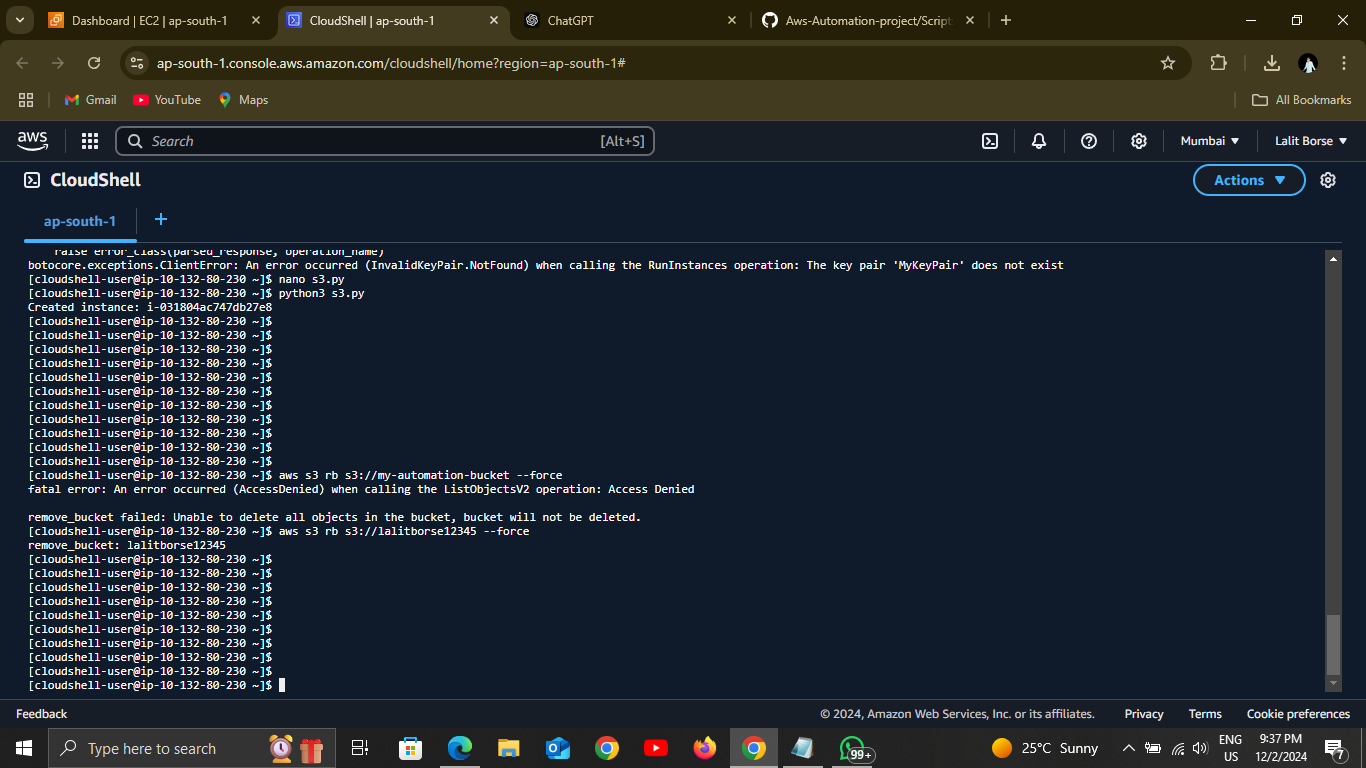 Dashboard | EC2 | ap-south-1
CloudShell | ap-south-1
ChatGPT
Aws-Automation-project/Script
ap-south-1.console.aws.amazon.com/cloudshell/home?region=ap-south-1#
Gmail
YouTube
Maps
All Bookmarks
aws
Search
[Alt+S]
Mumbai
Lalit Borse
CloudShell
Actions
ap-south-1
raise error_class(parsed_response, operation_name)
botocore.exceptions.ClientError: An error occurred (InvalidKeyPair.NotFound) when calling the RunInstances operation: The key pair 'MyKeyPair' does not exist
[cloudshell-user@ip-10-132-80-230 ~]$ nano s3.py
[cloudshell-user@ip-10-132-80-230 ~]$ python3 s3.py
Created instance: i-031804ac747db27e8
[cloudshell-user@ip-10-132-80-230 ~]$
[cloudshell-user@ip-10-132-80-230 ~]$
[cloudshell-user@ip-10-132-80-230 ~]$
[cloudshell-user@ip-10-132-80-230 ~]$
[cloudshell-user@ip-10-132-80-230 ~]$
[cloudshell-user@ip-10-132-80-230 ~]$
[cloudshell-user@ip-10-132-80-230 ~]$
[cloudshell-user@ip-10-132-80-230 ~]$
[cloudshell-user@ip-10-132-80-230 ~]$
[cloudshell-user@ip-10-132-80-230 ~]$
[cloudshell-user@ip-10-132-80-230 ~]$
[cloudshell-user@ip-10-132-80-230 ~]$ aws s3 rb s3://my-automation-bucket --force
fatal error: An error occurred (AccessDenied) when calling the ListObjectsV2 operation: Access Denied
remove_bucket failed: Unable to delete all objects in the bucket, bucket will not be deleted.
[cloudshell-user@ip-10-132-80-230 ~]$ aws s3 rb s3://lalitborse12345 --force
remove_bucket: lalitborse12345
[cloudshell-user@ip-10-132-80-230 ~]$
[cloudshell-user@ip-10-132-80-230 ~]$
[cloudshell-user@ip-10-132-80-230 ~]$
[cloudshell-user@ip-10-132-80-230 ~]$
[cloudshell-user@ip-10-132-80-230 ~]$
[cloudshell-user@ip-10-132-80-230 ~]$
[cloudshell-user@ip-10-132-80-230 ~]$
[cloudshell-user@ip-10-132-80-230 ~]$
[cloudshell-user@ip-10-132-80-230 ~]$
[cloudshell-user@ip-10-132-80-230 ~]$
Feedback
© 2024, Amazon Web Services, Inc. or its affiliates.
Privacy
Terms
Cookie preferences
Type here to search
99+
25°C Sunny
ENG
US
9:37 PM
12/2/2024
7